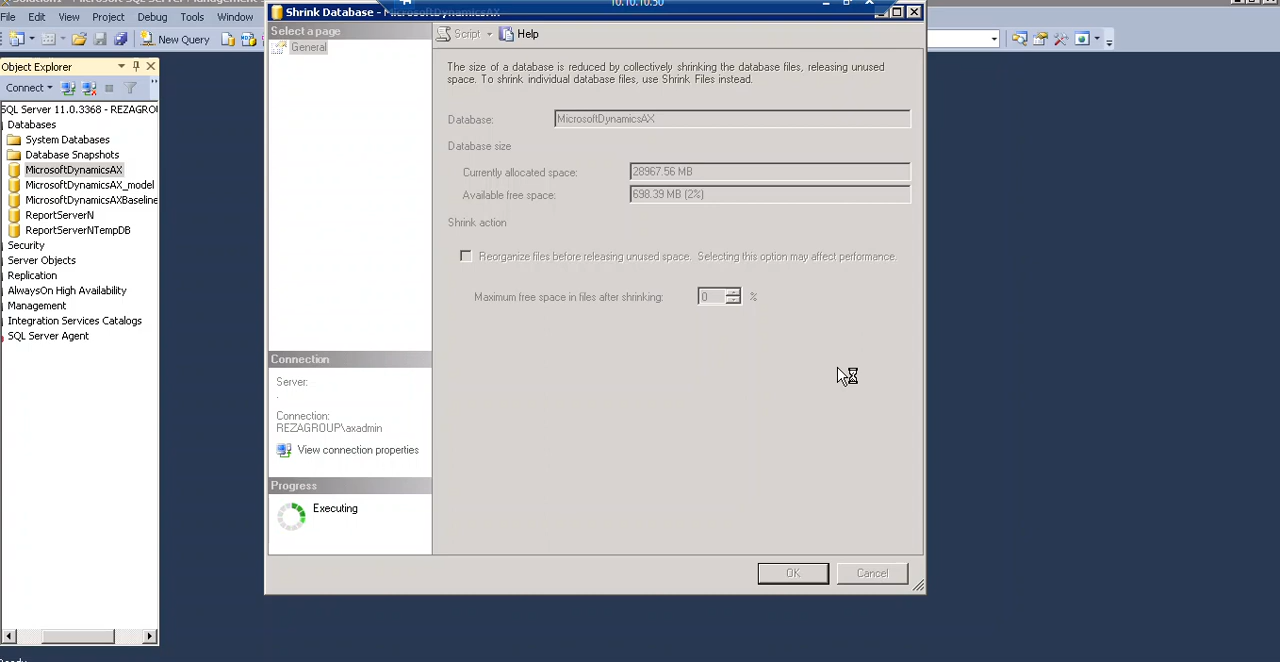 10.10.10.50
File Edit View Project Debug Tools Window
Shrink Database - MicrosoftDynamicsAX
Select a page
General
Script
Help
New Query
Object Explorer
Connect
SQL Server 11.0.3368 - REZAGROU
Databases
System Databases
Database Snapshots
MicrosoftDynamicsAX
MicrosoftDynamicsAX_model
MicrosoftDynamicsAXBaseline
ReportServerN
ReportServerNTempDB
Security
Server Objects
Replication
AlwaysOn High Availability
Management
Integration Services Catalogs
SQL Server Agent
The size of a database is reduced by collectively shrinking the database files, releasing unused
space. To shrink individual database files, use Shrink Files instead.
Database:
MicrosoftDynamicsAX
Database size
Currently allocated space:
28967.56 MB
Available free space:
698.39 MB (2%)
Shrink action
Reorganize files before releasing unused space. Selecting this option may affect performance.
Maximum free space in files after shrinking:
0
%
Connection
Server:
.
Connection:
REZAGROUP\axadmin
View connection properties
Progress
Executing
OK
Cancel